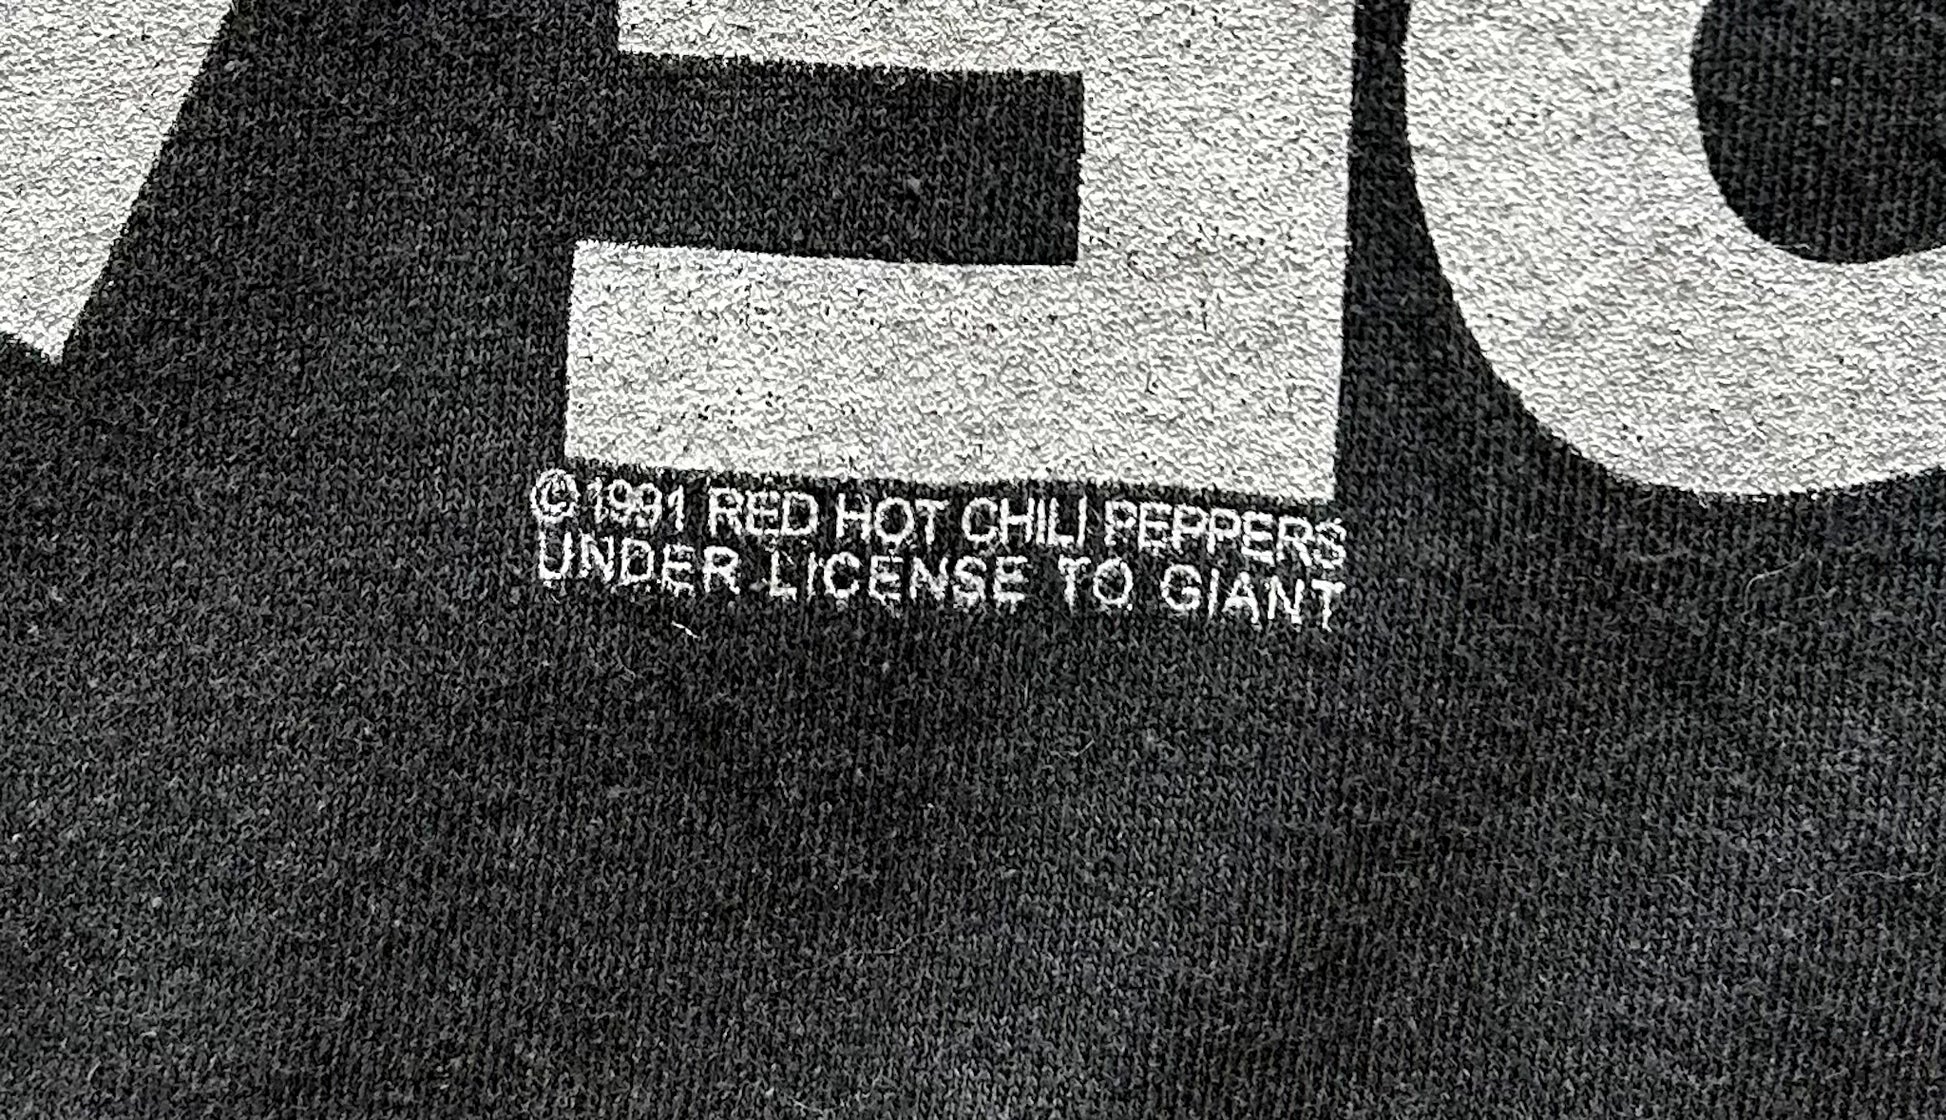 ©1991 RED HOT CHILI PEPPERS
UNDER LICENSE TO GIANT